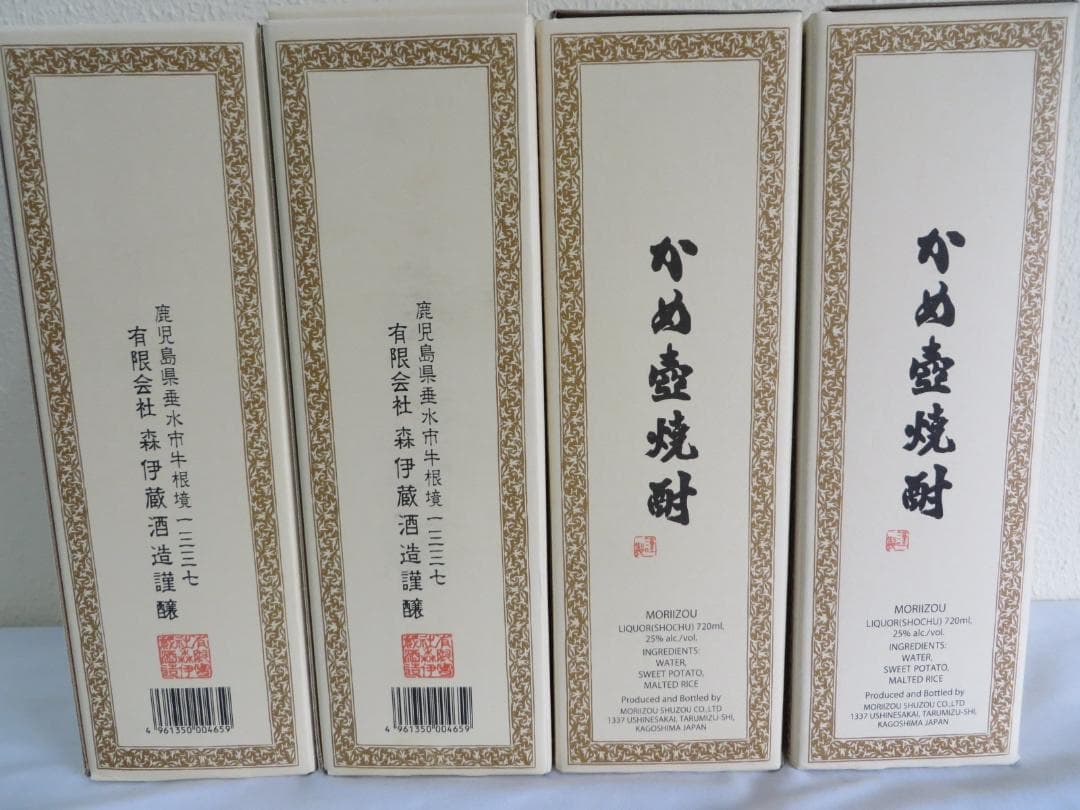 鹿児島県垂水市牛根境一三三七
有限会社 森伊蔵酒造謹醸
4 961350 004659
鹿児島県垂水市牛根境一三三七
有限会社 森伊蔵酒造謹醸
4 961350 004659
かめ壺焼酎
MORIIZOU
LIQUOR(SHOCHU) 720ml,
25% alc./vol.
INGREDIENTS:
WATER,
SWEET POTATO,
MALTED RICE
Produced and Bottled by
MORIIZOU SHUZOU CO.,LTD
1337 USHINESAKAI, TARUMIZU-SHI,
KAGOSHIMA JAPAN
かめ壺焼酎
MORIIZOU
LIQUOR(SHOCHU) 720ml,
25% alc./vol.
INGREDIENTS:
WATER,
SWEET POTATO,
MALTED RICE
Produced and Bottled by
MORIIZOU SHUZOU CO.,LTD
1337 USHINESAKAI, TARUMIZU-SHI,
KAGOSHIMA JAPAN